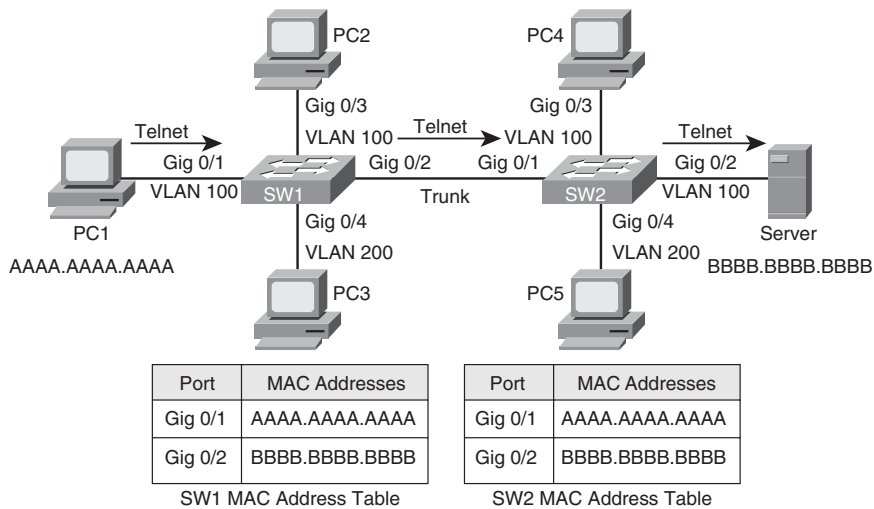 PC2
PC4
Gig 0/3
Gig 0/3
Telnet
VLAN 100
Telnet
VLAN 100
Telnet
Gig 0/1
Gig 0/2
Gig 0/1
Gig 0/2
VLAN 100
SW1
Trunk
SW2
VLAN 100
PC1
Gig 0/4
Gig 0/4
Server
AAAA.AAAA.AAAA
VLAN 200
VLAN 200
BBBB.BBBB.BBBB
PC3
PC5
Port MAC Addresses
Gig 0/1 AAAA.AAAA.AAAA
Gig 0/2 BBBB.BBBB.BBBB
SW1 MAC Address Table
Port MAC Addresses
Gig 0/1 AAAA.AAAA.AAAA
Gig 0/2 BBBB.BBBB.BBBB
SW2 MAC Address Table